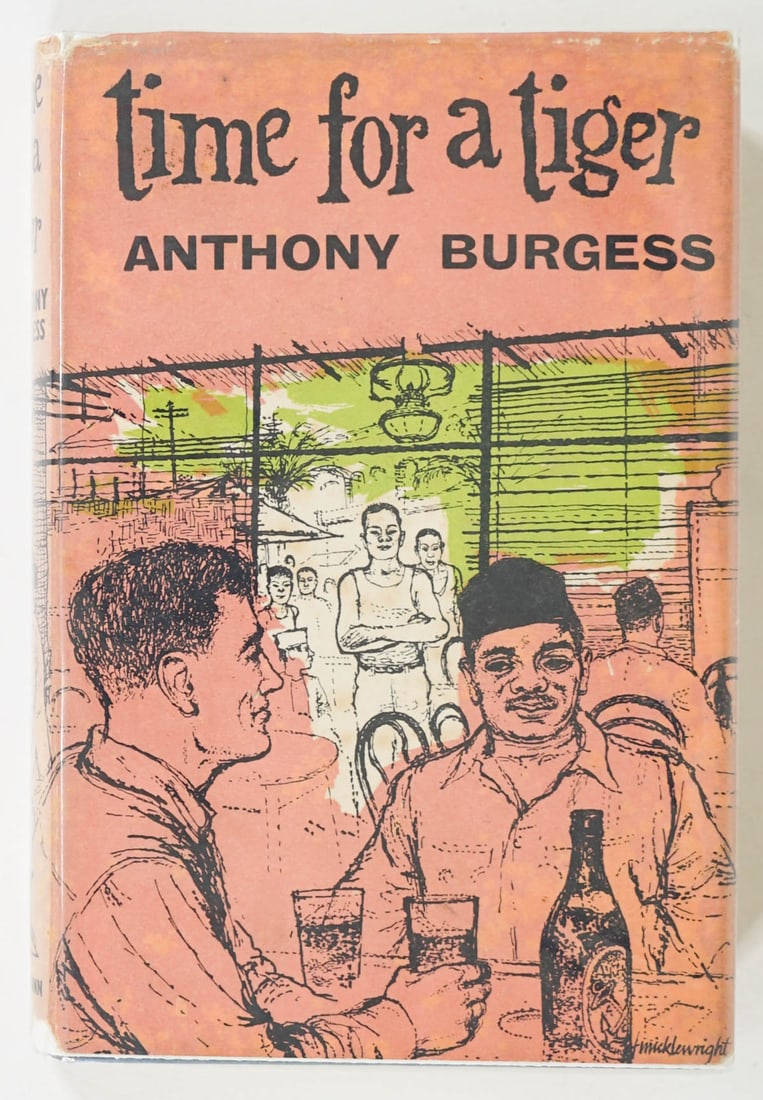 time for a tiger
ANTHONY BURGESS
micklewright